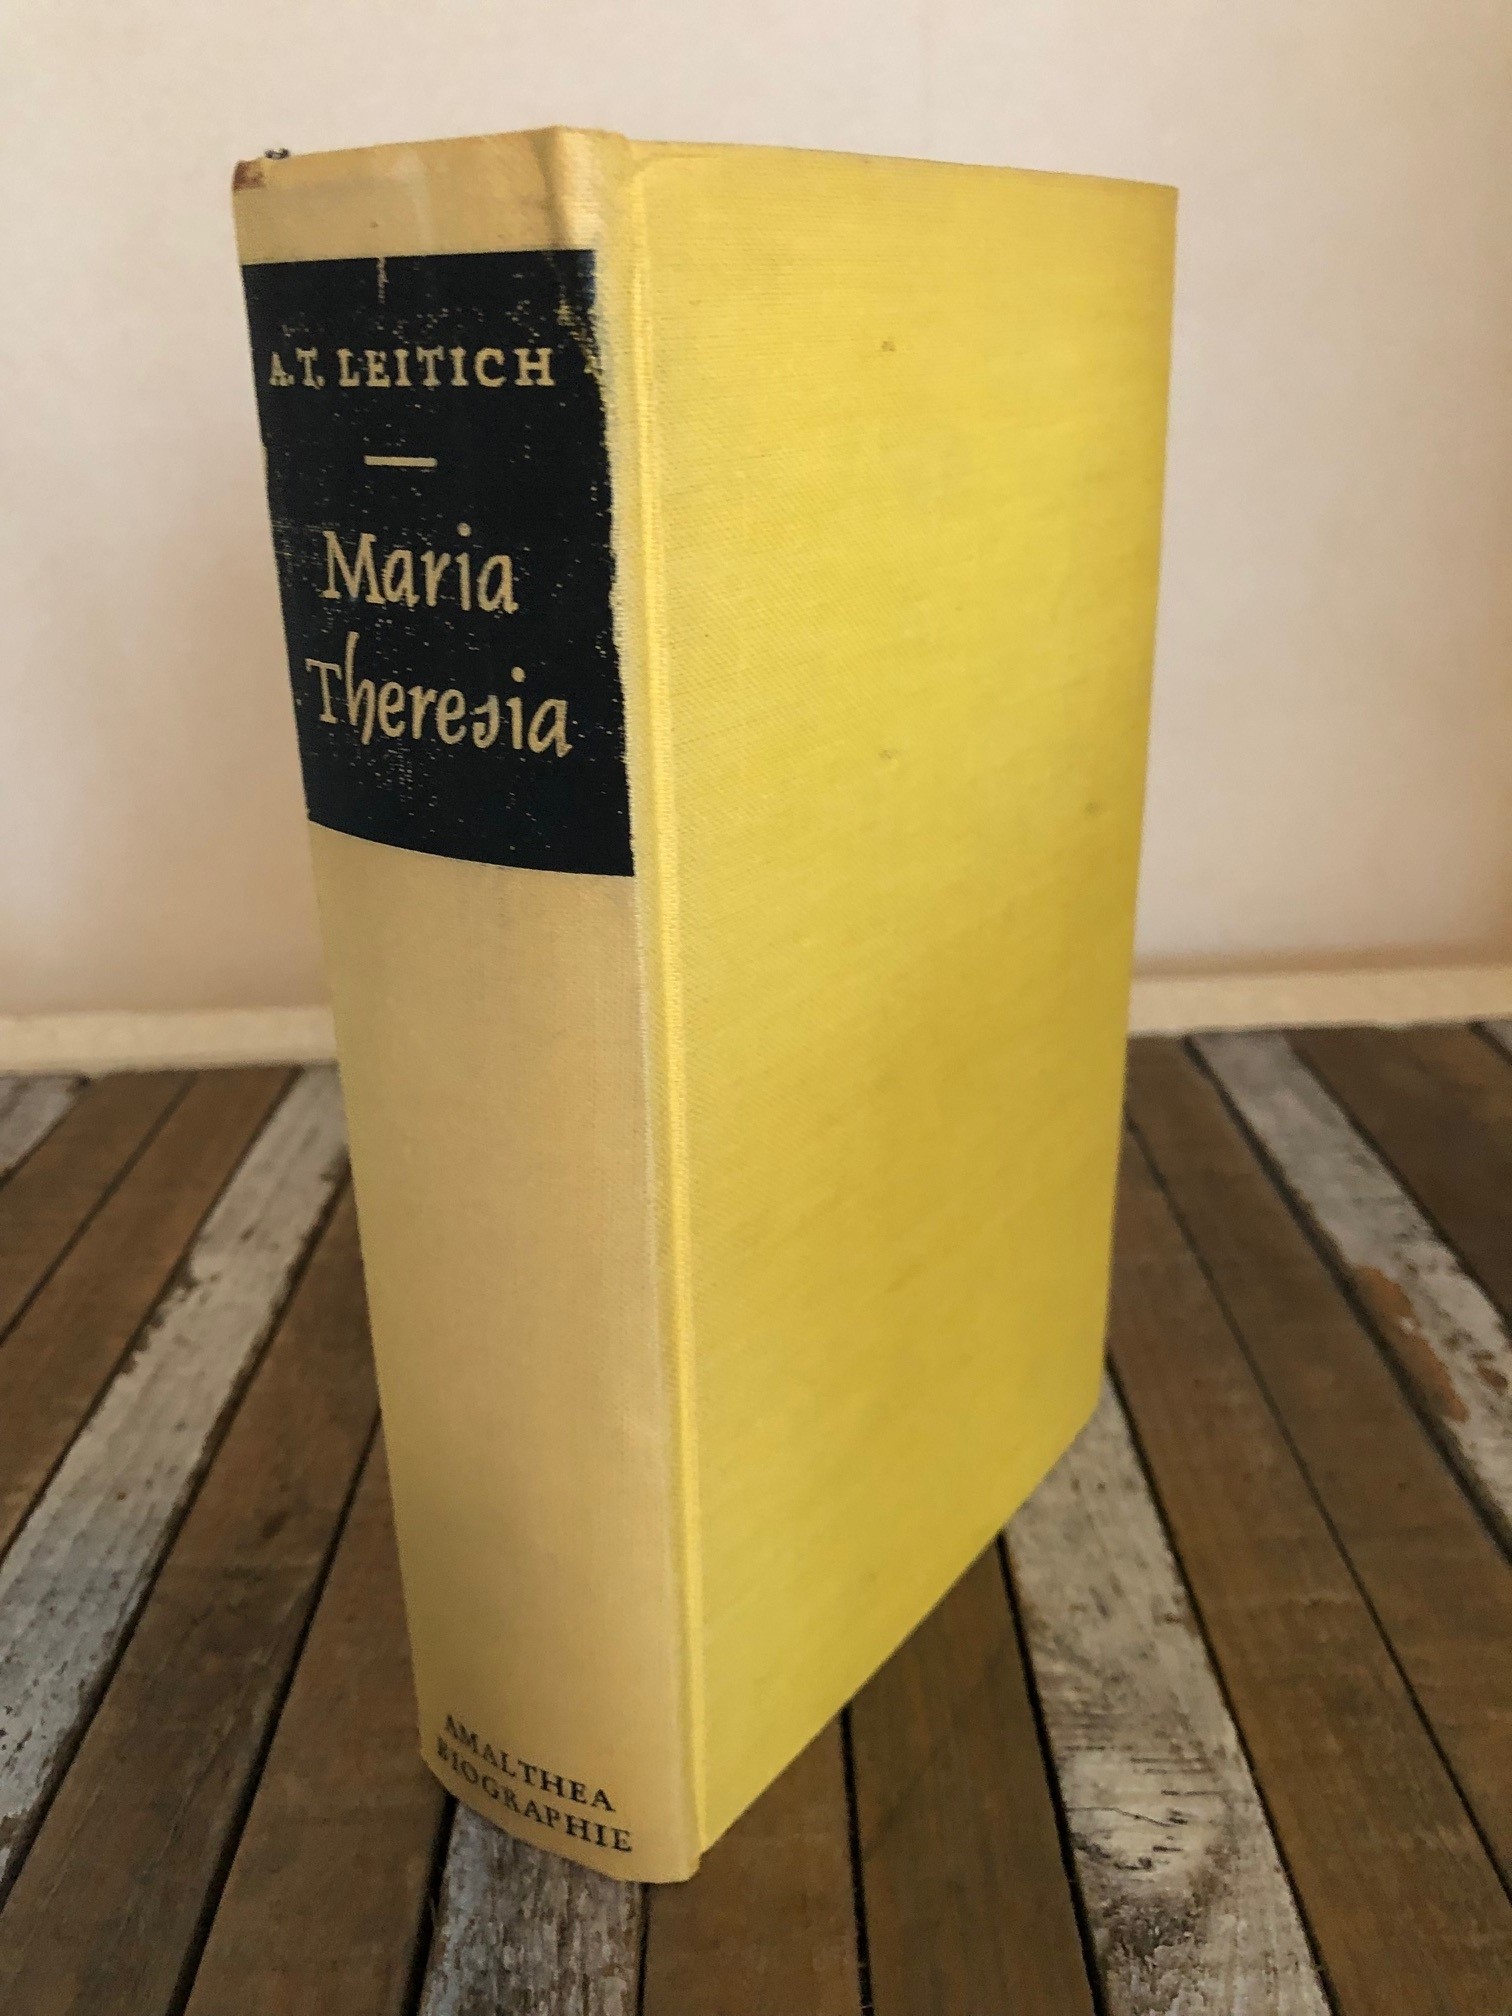 A.T. LEITICH
Maria
Theresia
AMALTHEA
BIOGRAPHIE